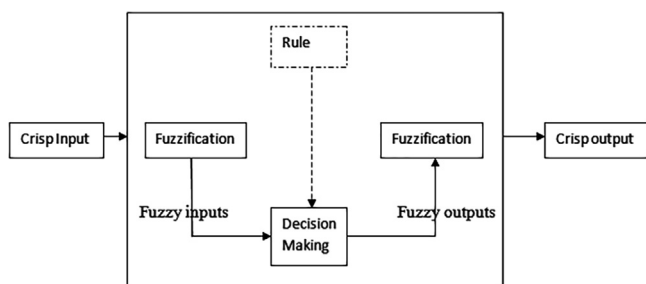 Rule
Crisp Input
Fuzzification
Fuzzification
Crisp output
Fuzzy inputs
Decision
Making
Fuzzy outputs